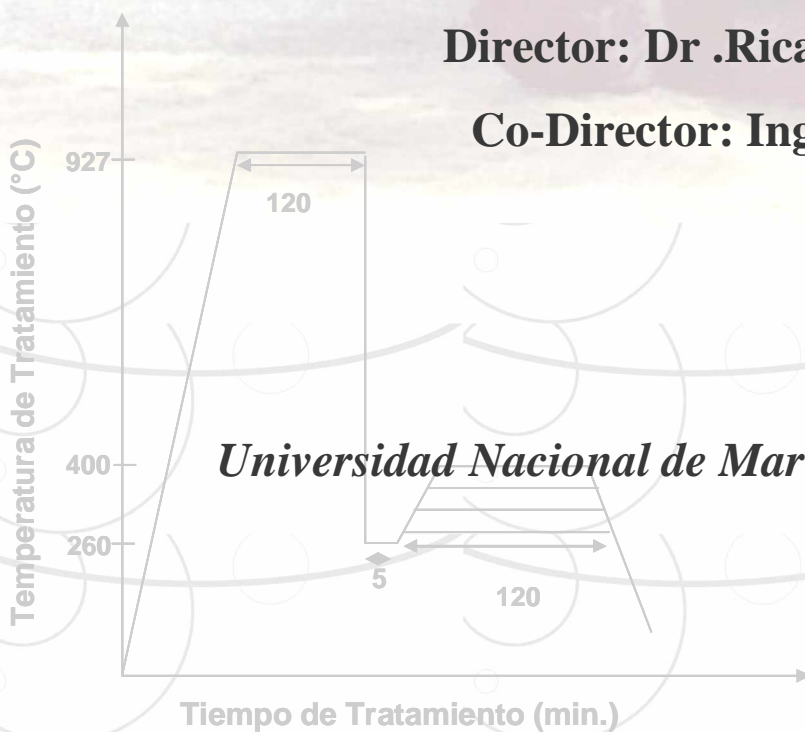 Director: Dr .Rica
Co-Director: Ing
Temperatura de Tratamiento (°C)
927
120
400
Universidad Nacional de Mar
260
5
120
Tiempo de Tratamiento (min.)